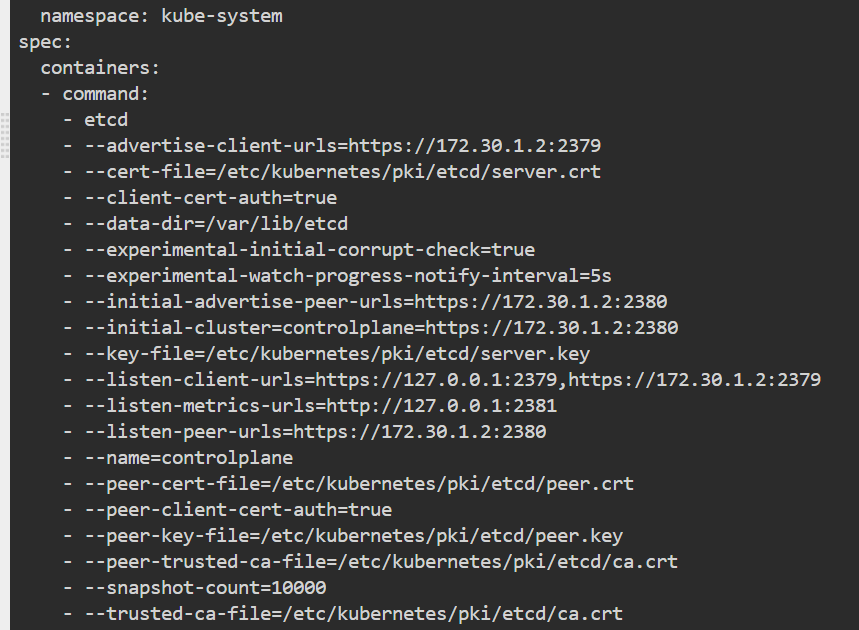 namespace: kube-system
spec:
containers:
- command:
- etcd
- --advertise-client-urls=https://172.30.1.2:2379
- --cert-file=/etc/kubernetes/pki/etcd/server.crt
- --client-cert-auth=true
- --data-dir=/var/lib/etcd
- --experimental-initial-corrupt-check=true
- --experimental-watch-progress-notify-interval=5s
- --initial-advertise-peer-urls=https://172.30.1.2:2380
- --initial-cluster=controlplane=https://172.30.1.2:2380
- --key-file=/etc/kubernetes/pki/etcd/server.key
- --listen-client-urls=https://127.0.0.1:2379,https://172.30.1.2:2379
- --listen-metrics-urls=http://127.0.0.1:2381
- --listen-peer-urls=https://172.30.1.2:2380
- --name=controlplane
- --peer-cert-file=/etc/kubernetes/pki/etcd/peer.crt
- --peer-client-cert-auth=true
- --peer-key-file=/etc/kubernetes/pki/etcd/peer.key
- --peer-trusted-ca-file=/etc/kubernetes/pki/etcd/ca.crt
- --snapshot-count=10000
- --trusted-ca-file=/etc/kubernetes/pki/etcd/ca.crt